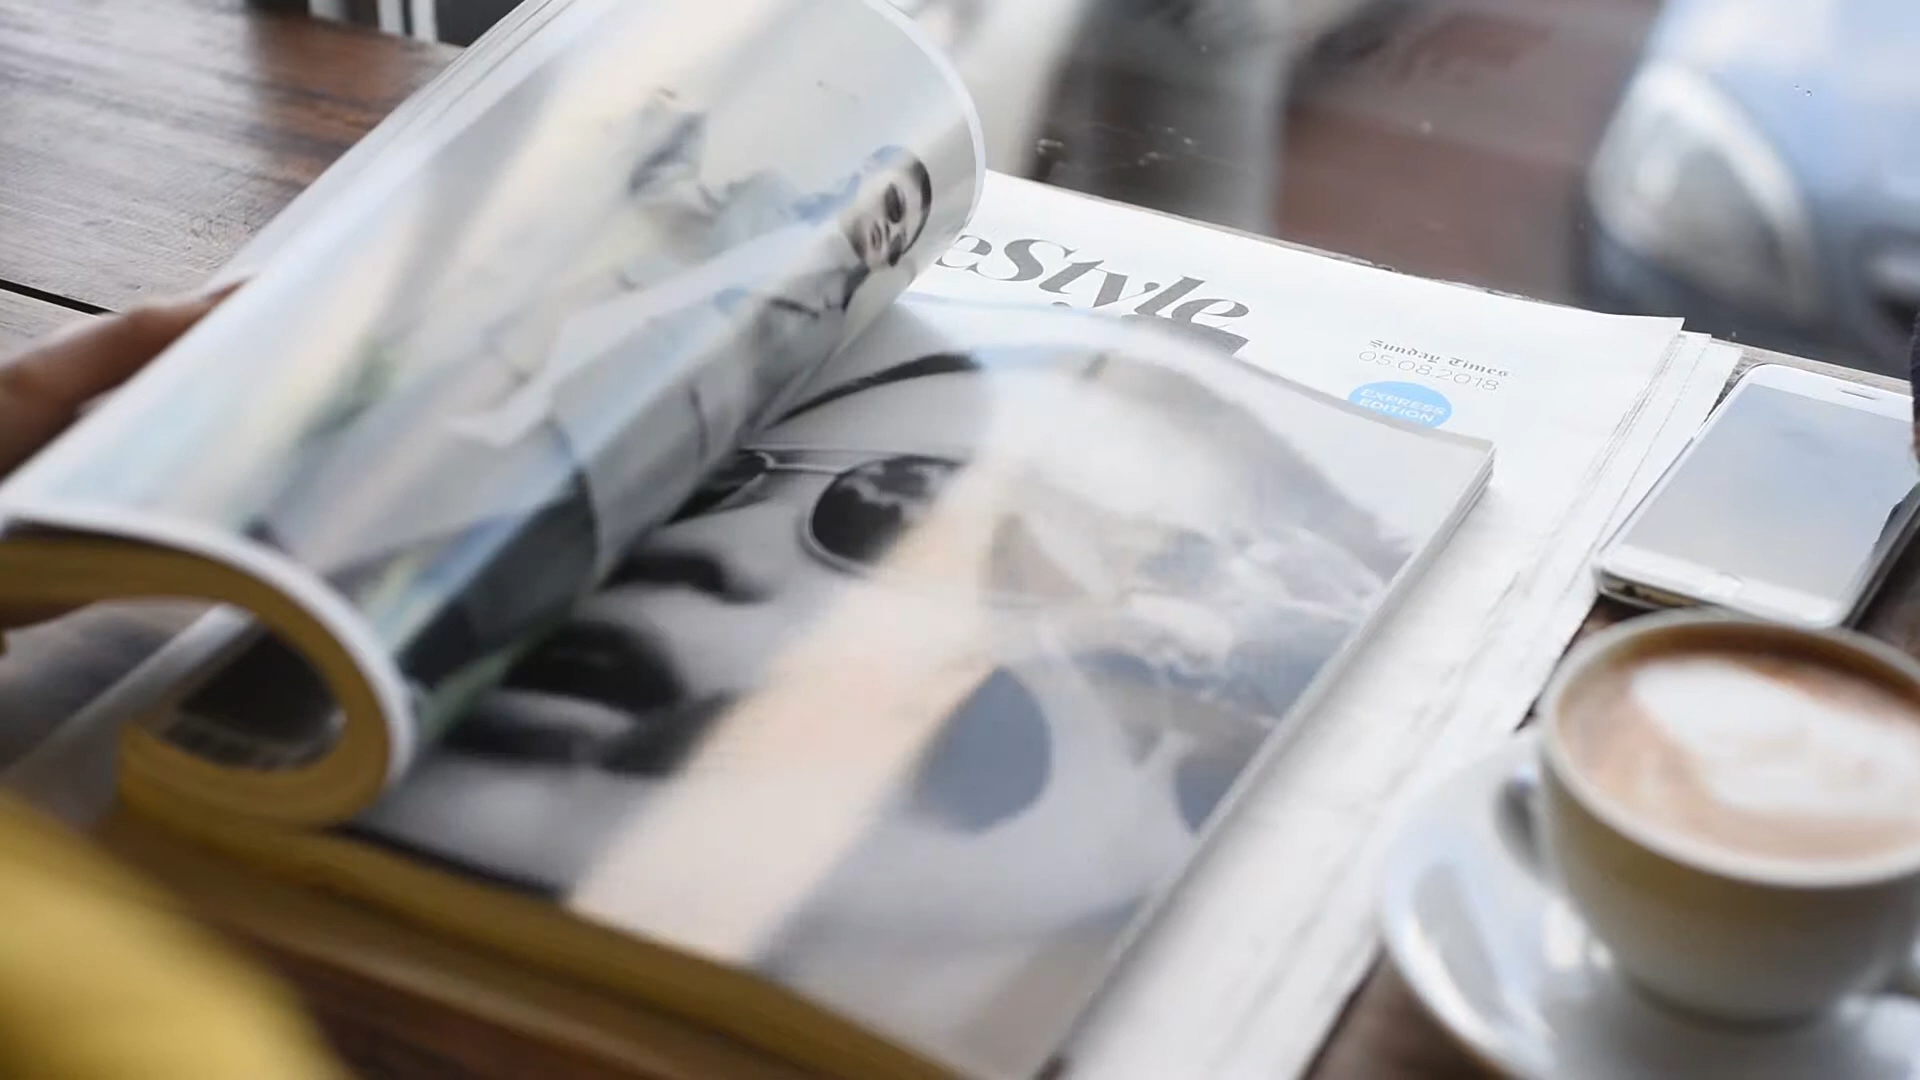 eStyle
Sunday Times
05.08.2018
EXPRESS
EDITION